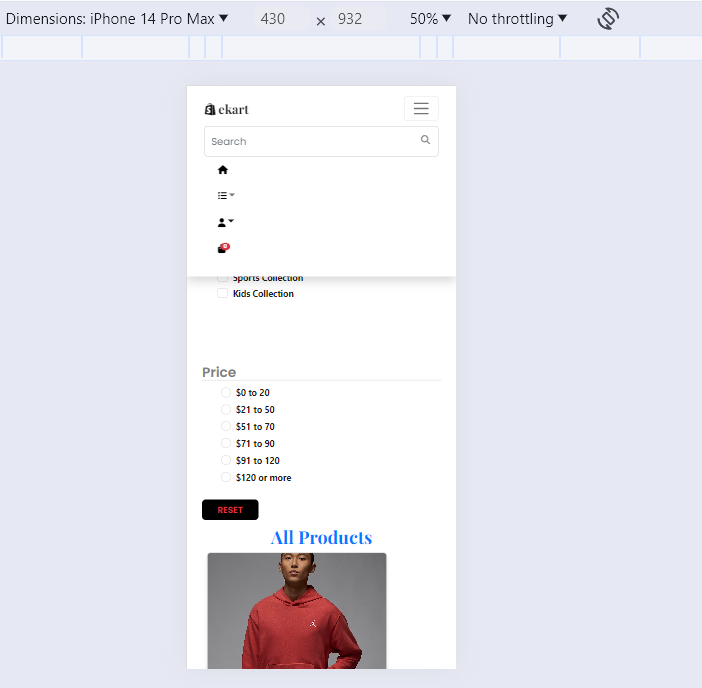 Dimensions: iPhone 14 Pro Max ▼ 430 × 932 50% ▼ No throttling ▼
ekart
Search
Sports Collection
Kids Collection
Price
$0 to 20
$21 to 50
$51 to 70
$71 to 90
$91 to 120
$120 or more
RESET
All Products